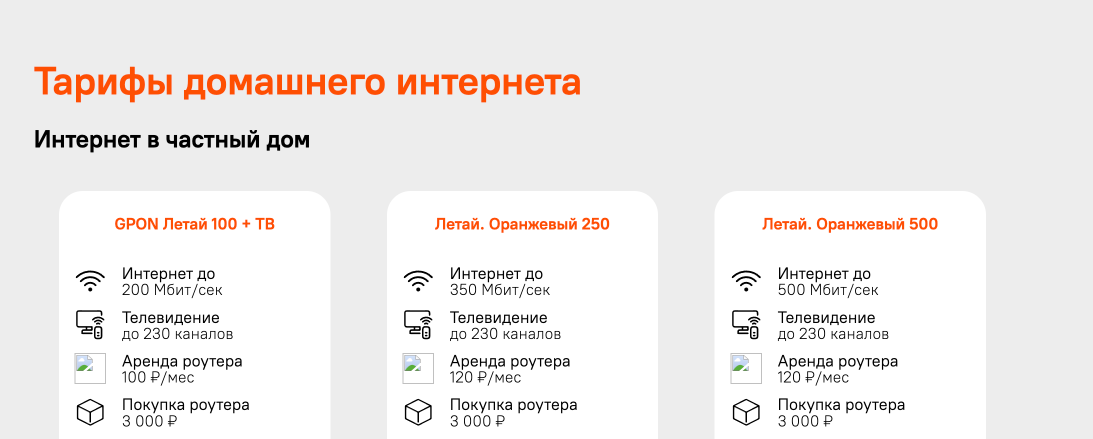 Тарифы домашнего интернета
Интернет в частный дом
GPON Летай 100 + ТВ
Интернет до
200 Мбит/сек
Телевидение
до 230 каналов
Аренда роутера
100 ₽/мес
Покупка роутера
3 000 ₽
Летай. Оранжевый 250
Интернет до
350 Мбит/сек
Телевидение
до 230 каналов
Аренда роутера
120 ₽/мес
Покупка роутера
3 000 ₽
Летай. Оранжевый 500
Интернет до
500 Мбит/сек
Телевидение
до 230 каналов
Аренда роутера
120 ₽/мес
Покупка роутера
3 000 ₽